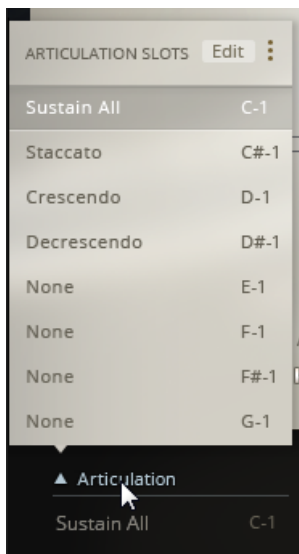 ARTICULATION SLOTS Edit
Sustain All C-1
Staccato C#-1
Crescendo D-1
Decrescendo D#-1
None E-1
None F-1
None F#-1
None G-1
Articulation
Sustain All C-1